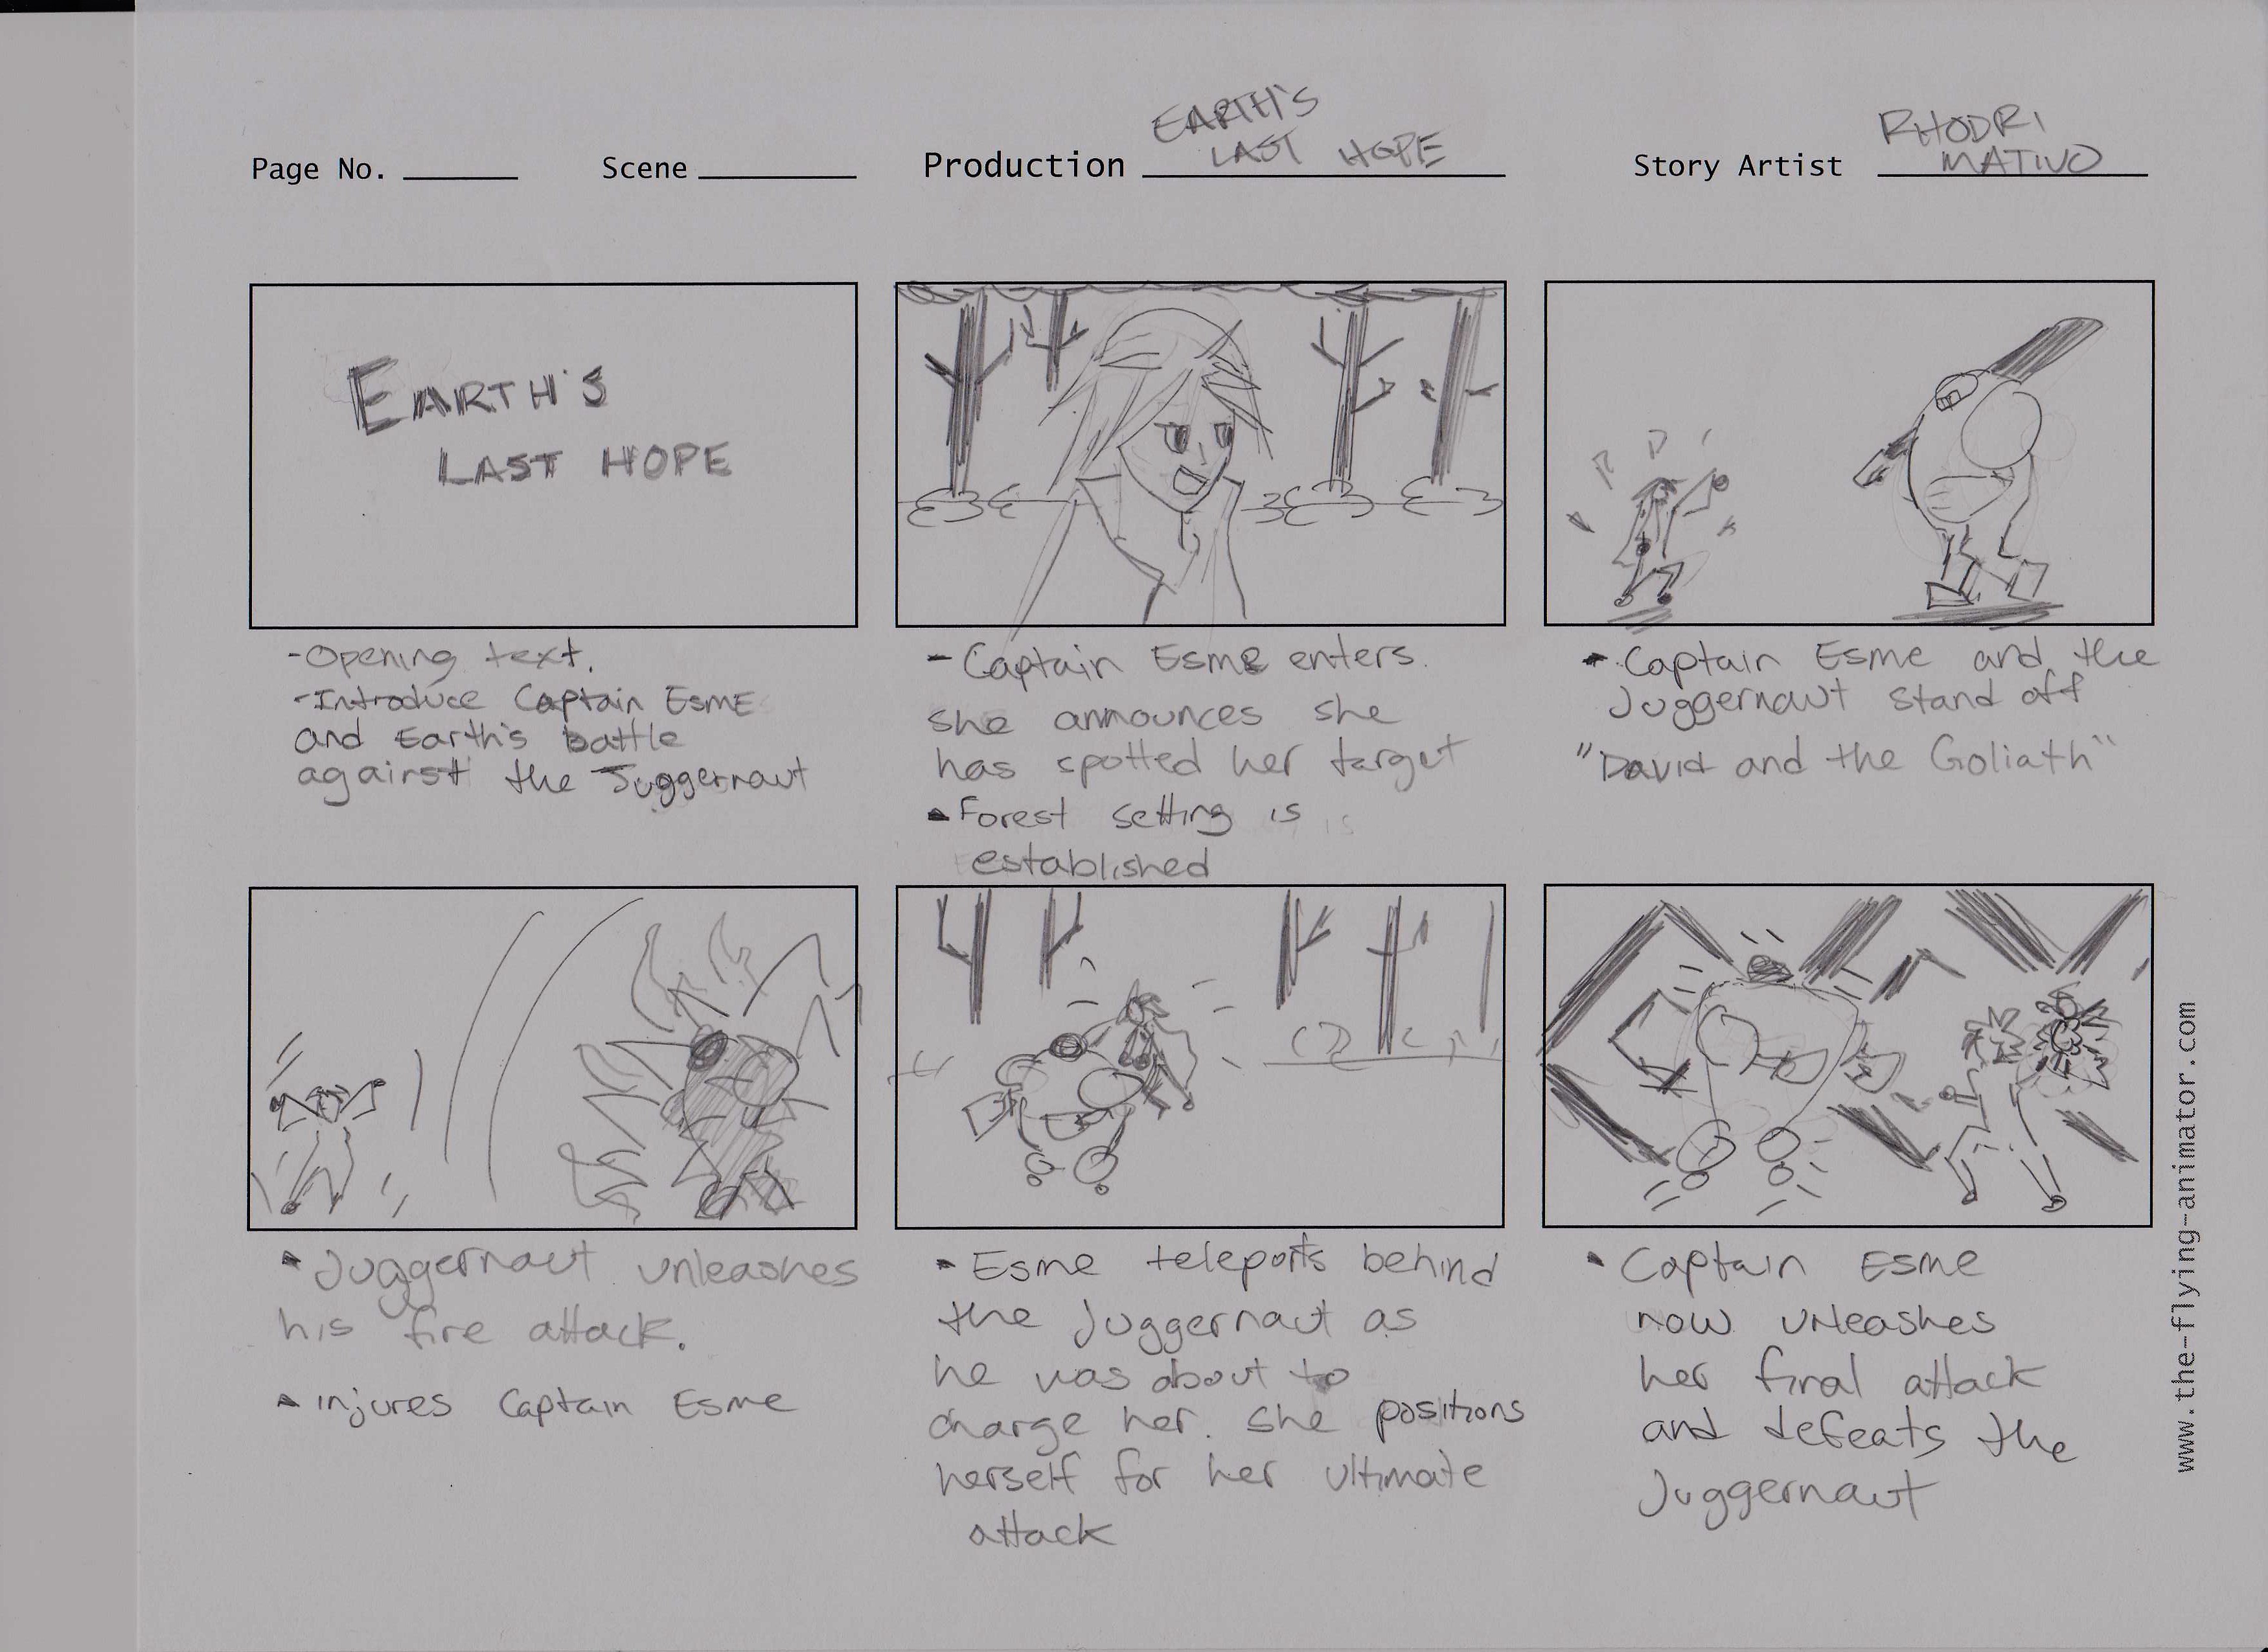 Page No.
Scene
Production
EARTH'S
LAST HOPE
Story Artist
RHODRI
MATIVO
EARTH'S
LAST HOPE
-Opening text.
-Introduce Captain ESME
and Earth's battle
against the Juggernaut
- Captain Esme enters.
she announces she
has spotted her target
- Forest setting is is
established
- Captain Esme and the
Juggernaut stand off
"David and the Goliath"
- Juggernaut unleashes
his fire attack.
- injures Captain Esme
- Esme teleports behind
the Juggernaut as
he was about to
charge her. She positions
herself for her ultimate
attack
- Captain Esme
now unleashes
her final attack
and defeats the
Juggernaut
www.the-flying-animator.com